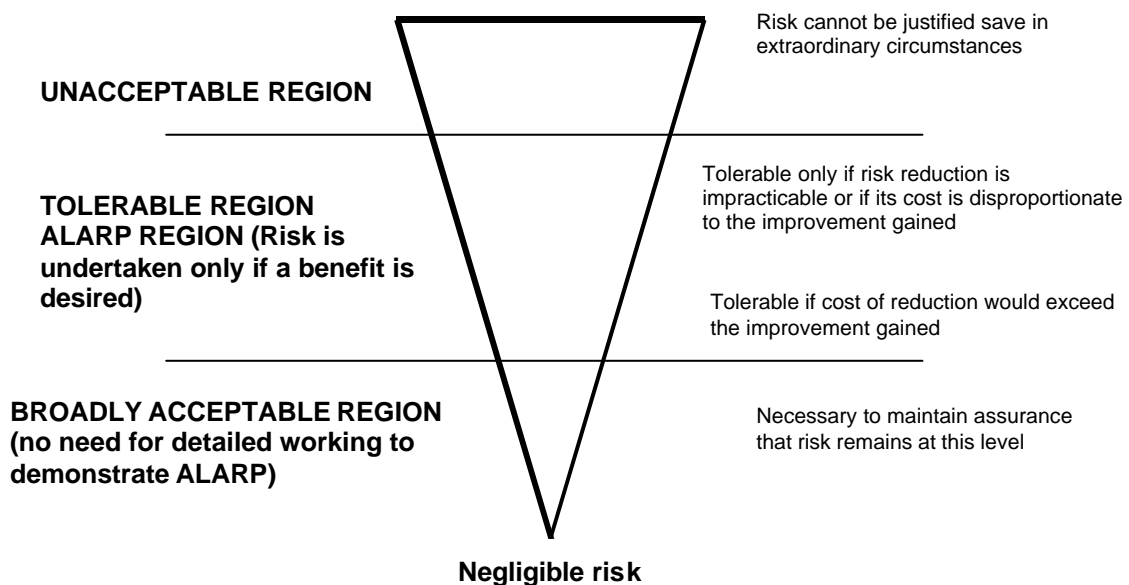 Risk cannot be justified save in
extraordinary circumstances
UNACCEPTABLE REGION
TOLERABLE REGION
ALARP REGION (Risk is
undertaken only if a benefit is
desired)
Tolerable only if risk reduction is
impracticable or if its cost is disproportionate
to the improvement gained
Tolerable if cost of reduction would exceed
the improvement gained
BROADLY ACCEPTABLE REGION
(no need for detailed working to
demonstrate ALARP)
Necessary to maintain assurance
that risk remains at this level
Negligible risk